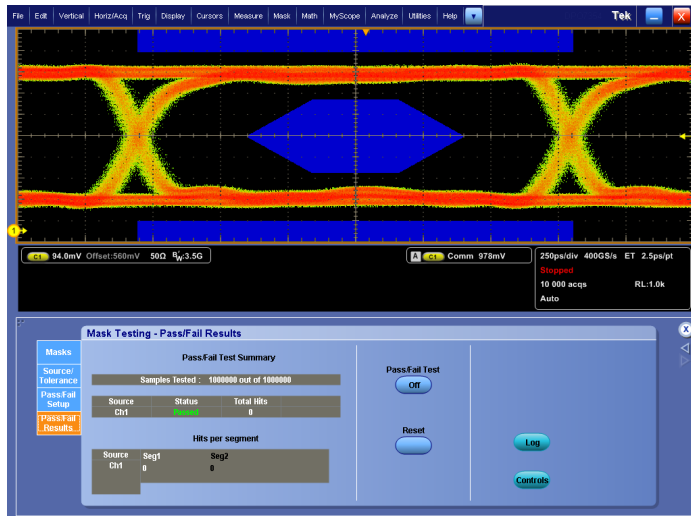 File Edit Vertical Horiz/Acq Trig Display Cursors Measure Mask Math MyScope Analyze Utilities Help Tek X
1
C1 94.0mV Offset:560mV 50Ω BW:3.5G
A C1 Comm 978mV
250ps/div 400GS/s ET 2.5ps/pt
Stopped
10 000 acqs RL:1.0k
Auto
Mask Testing - Pass/Fail Results
X
Masks
Source/
Tolerance
Pass/Fail
Setup
Pass/Fail
Results
Pass/Fail Test Summary
Samples Tested : 1000000 out of 1000000
Source Status Total Hits
Ch1 Passed 0
Hits per segment
Source Seg1 Seg2
Ch1 0 0
Pass/Fail Test
Off
Reset
Log
Controls